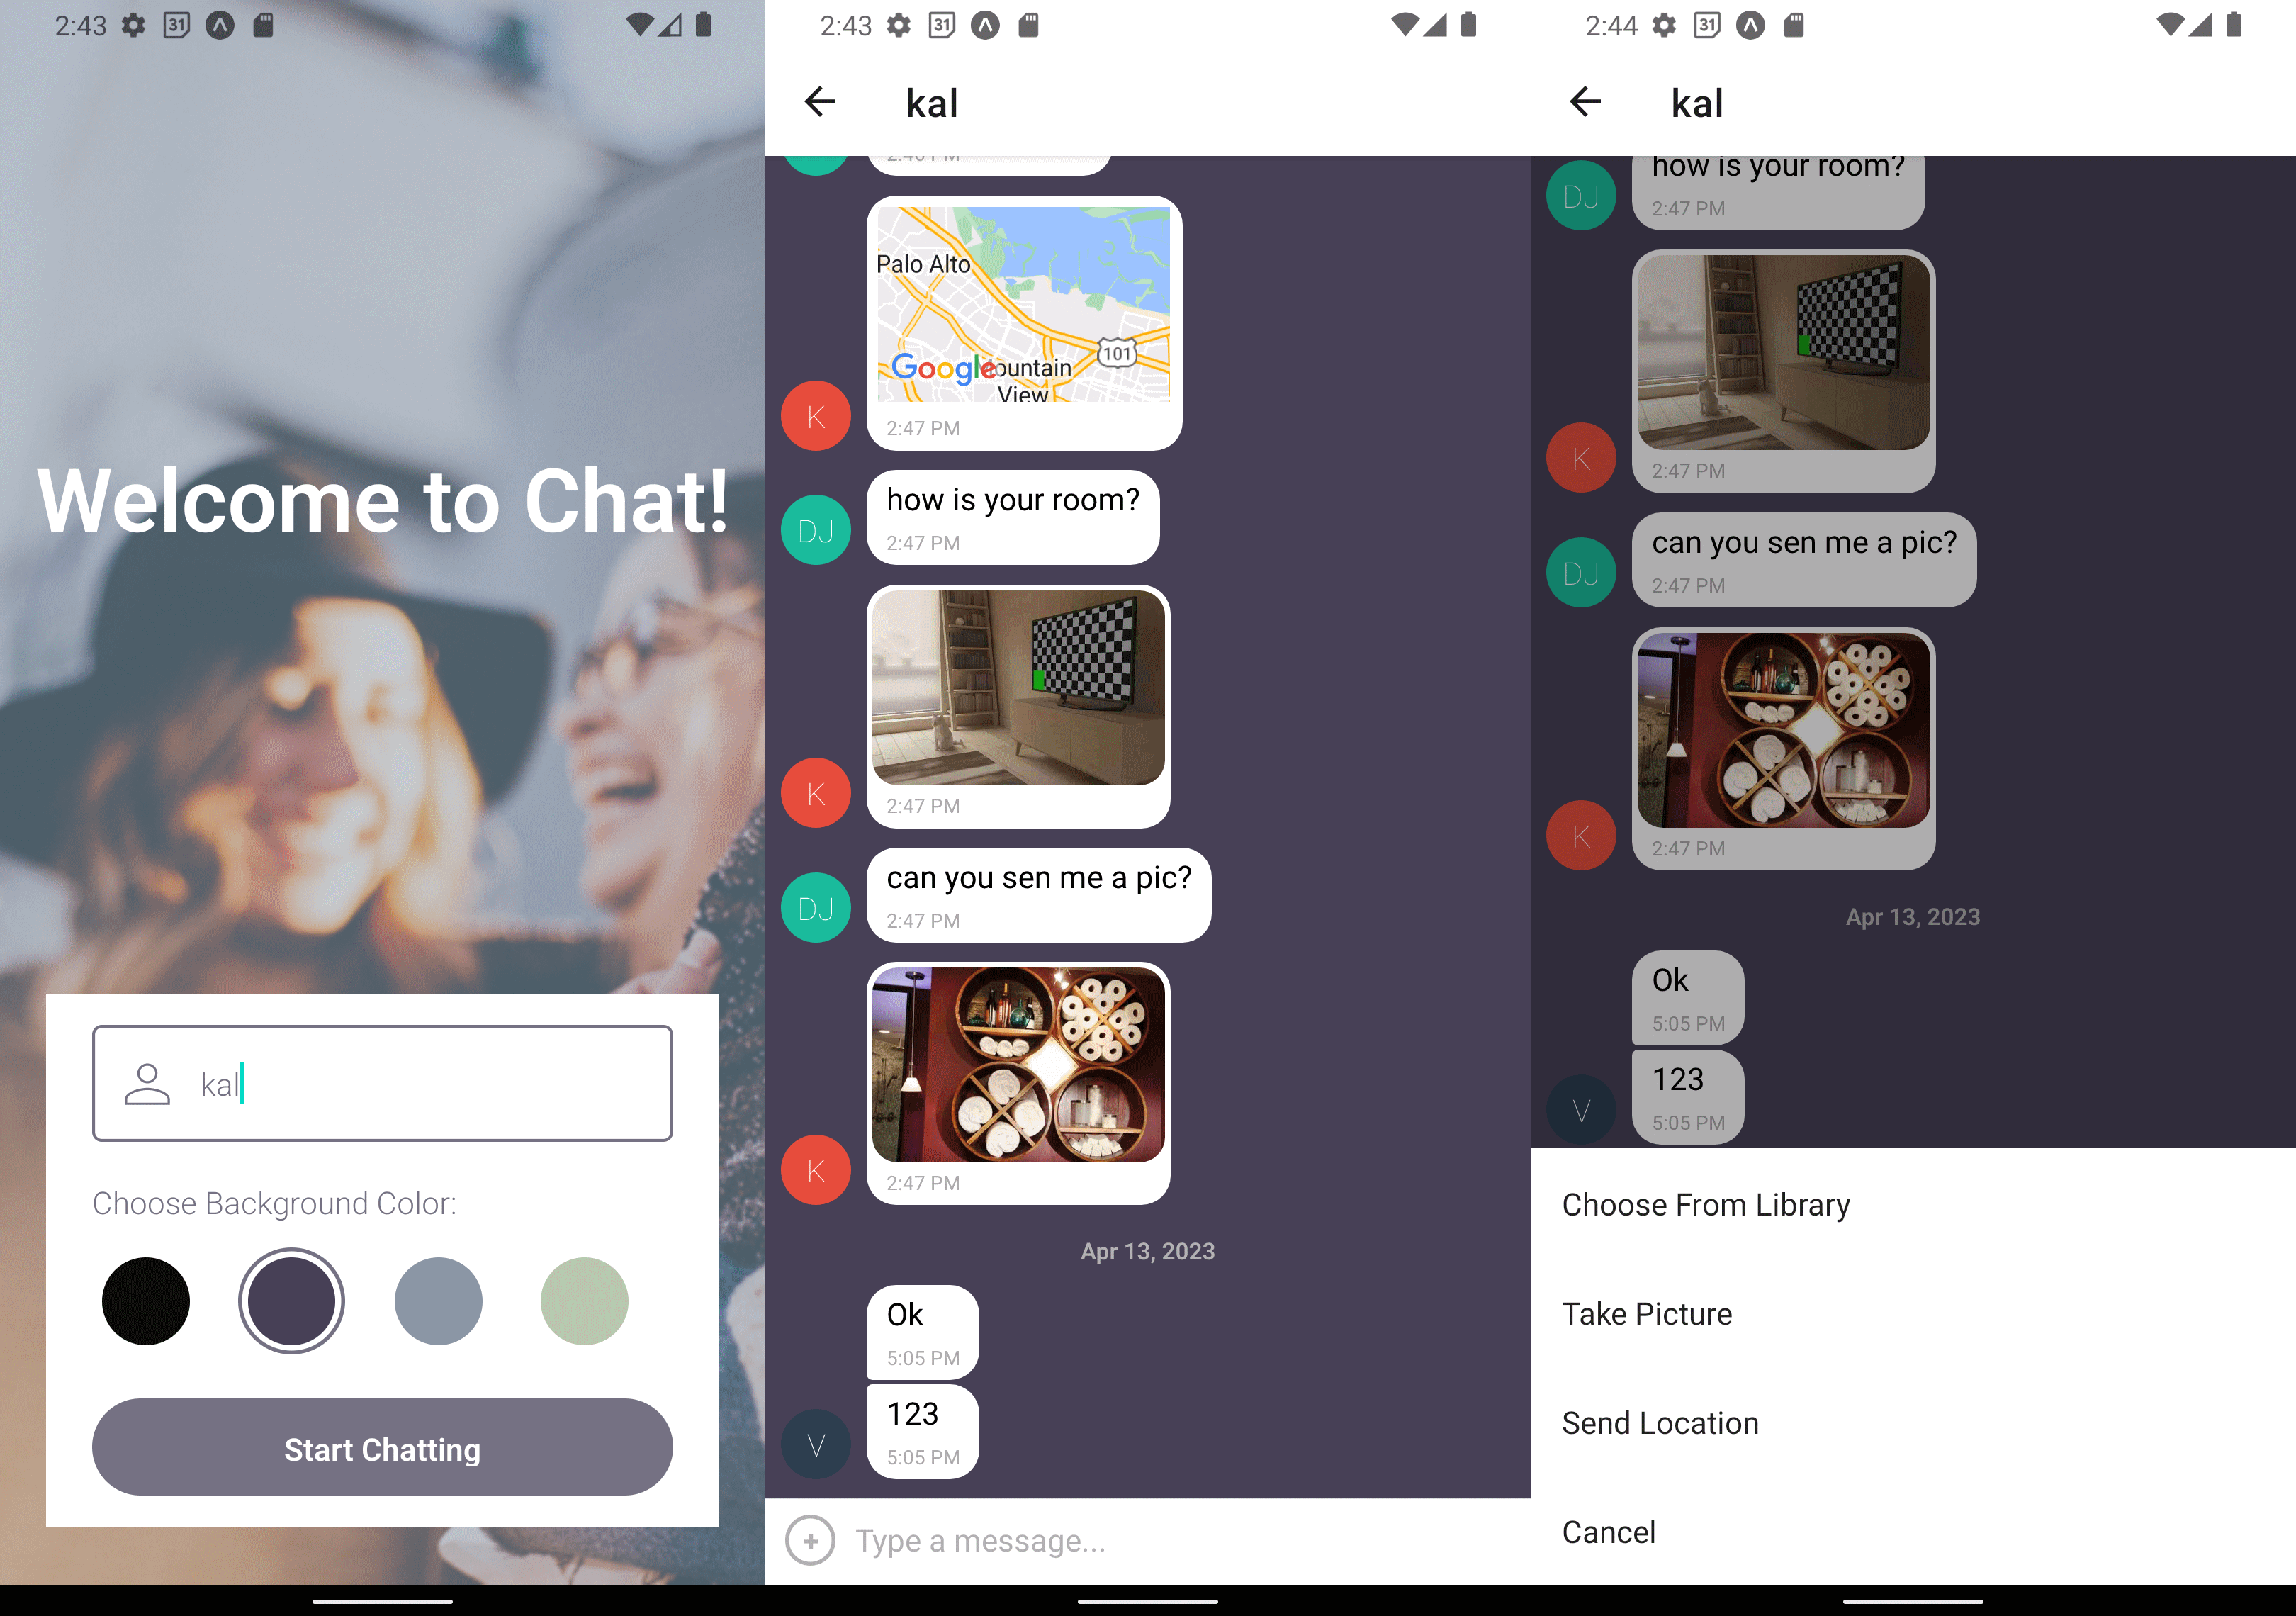 2:43
31
Welcome to Chat!
kal
Choose Background Color:
Start Chatting
2:43
31
kal
Palo Alto
101
Google
ountain
View
K
2:47 PM
how is your room?
DJ
2:47 PM
K
2:47 PM
can you sen me a pic?
DJ
2:47 PM
K
2:47 PM
Apr 13, 2023
Ok
5:05 PM
123
V
5:05 PM
+
Type a message...
2:44
31
kal
how is your room?
DJ
2:47 PM
K
2:47 PM
can you sen me a pic?
DJ
2:47 PM
K
2:47 PM
Apr 13, 2023
Ok
5:05 PM
123
V
5:05 PM
Choose From Library
Take Picture
Send Location
Cancel